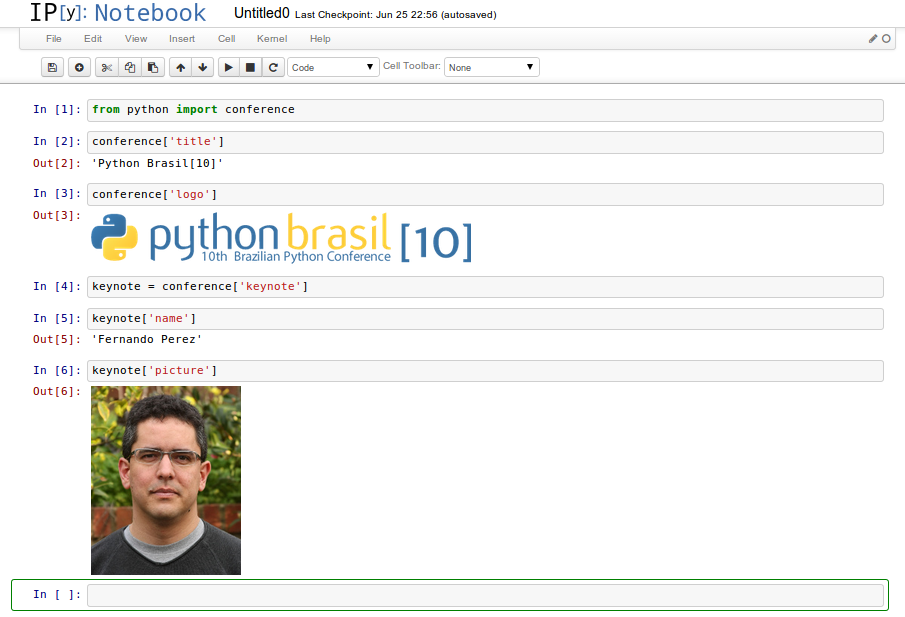 IP[y]: Notebook Untitled0 Last Checkpoint: Jun 25 22:56 (autosaved)
File Edit View Insert Cell Kernel Help
Code Cell Toolbar: None
In [1]: from python import conference
In [2]: conference['title']
Out[2]: 'Python Brasil[10]'
In [3]: conference['logo']
Out[3]:
python brasil [10]
10th Brazilian Python Conference
In [4]: keynote = conference['keynote']
In [5]: keynote['name']
Out[5]: 'Fernando Perez'
In [6]: keynote['picture']
Out[6]:
In [ ]: